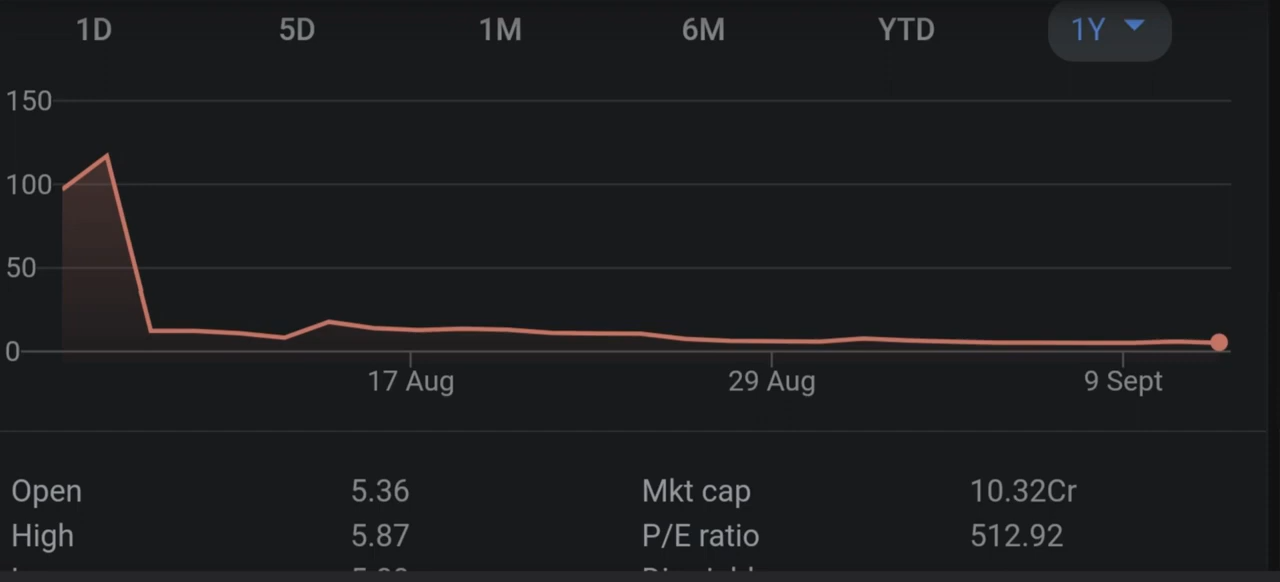 1D 5D 1M 6M YTD 1Y
150
100
50
0
17 Aug 29 Aug 9 Sept
Open 5.36 Mkt cap 10.32Cr
High 5.87 P/E ratio 512.92